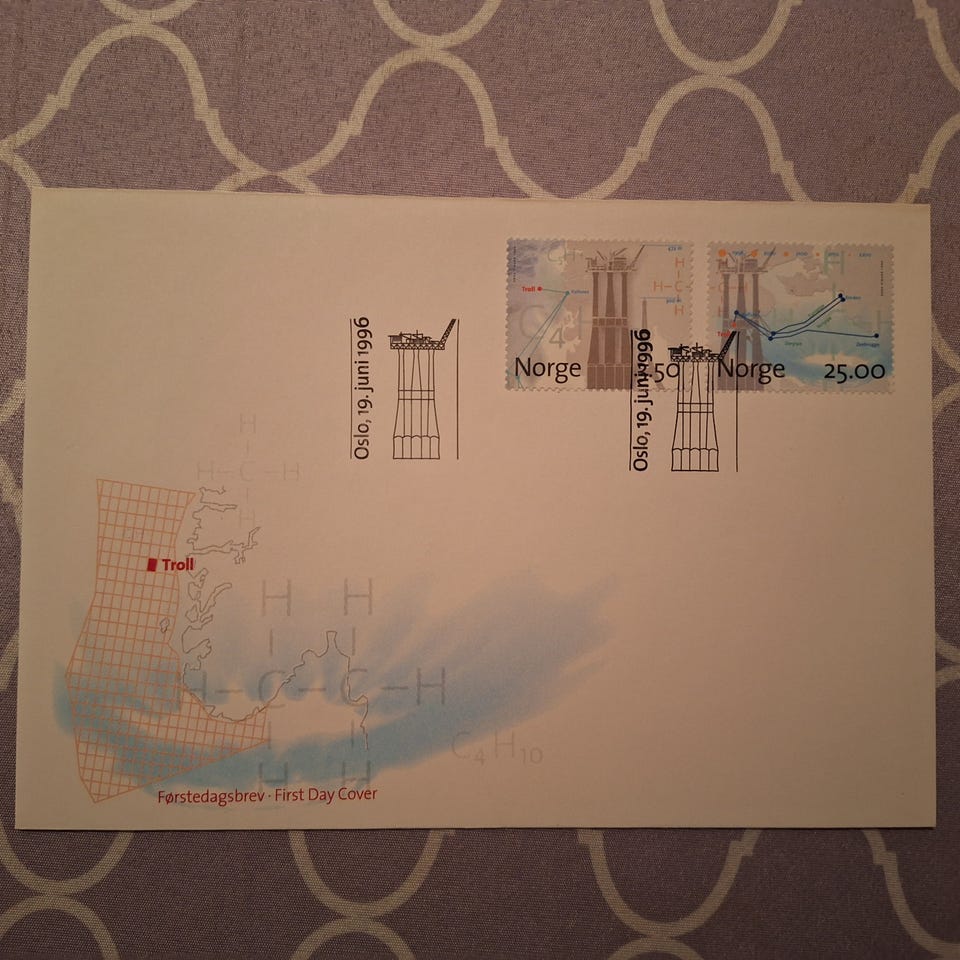 Troll
Norge
.50
Norge
25.00
Oslo, 19. juni 1996
Oslo, 19. juni 1996
H
H–C–H
H
Troll
H H
H–C–C–H
H H
C4H10
Førstedagsbrev · First Day Cover